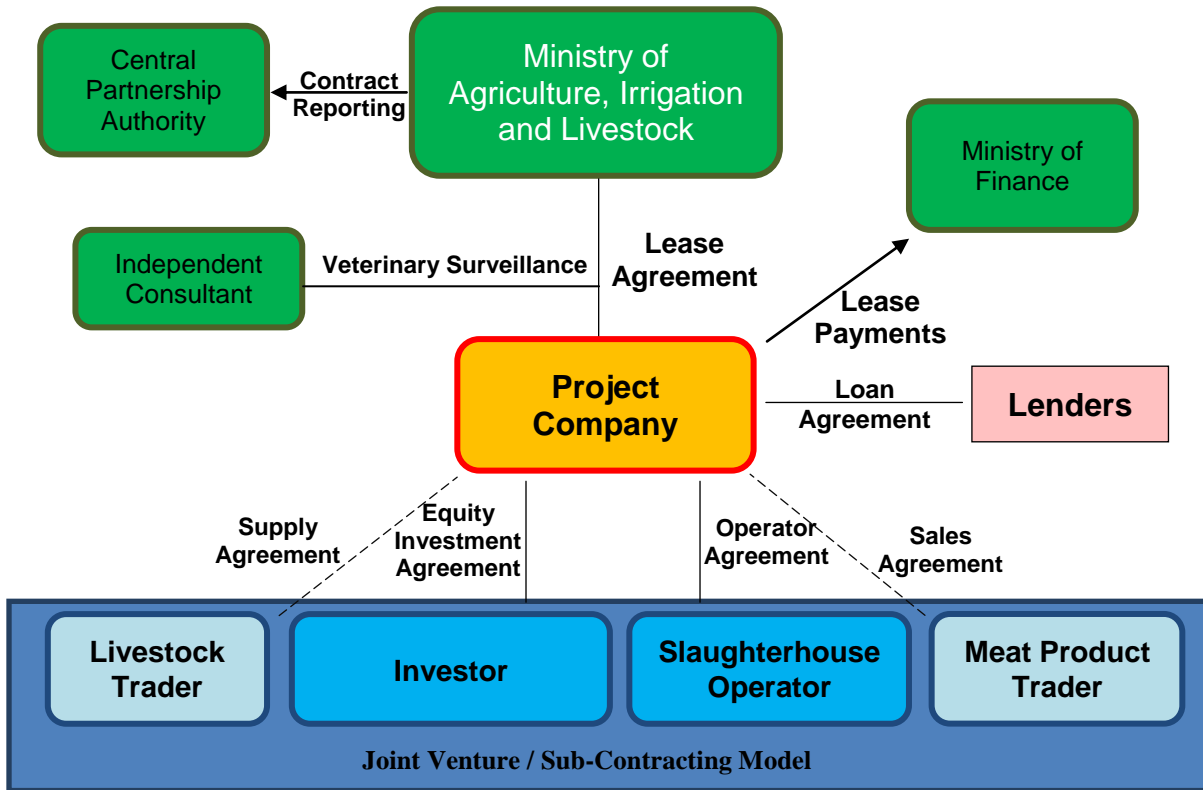 Central
Partnership
Authority
Contract
Reporting
Ministry of
Agriculture, Irrigation
and Livestock
Ministry of
Finance
Independent
Consultant
Veterinary Surveillance
Lease
Agreement
Lease
Payments
Project
Company
Loan
Agreement
Lenders
Supply
Agreement
Equity
Investment
Agreement
Operator
Agreement
Sales
Agreement
Livestock
Trader
Investor
Slaughterhouse
Operator
Meat Product
Trader
Joint Venture / Sub-Contracting Model